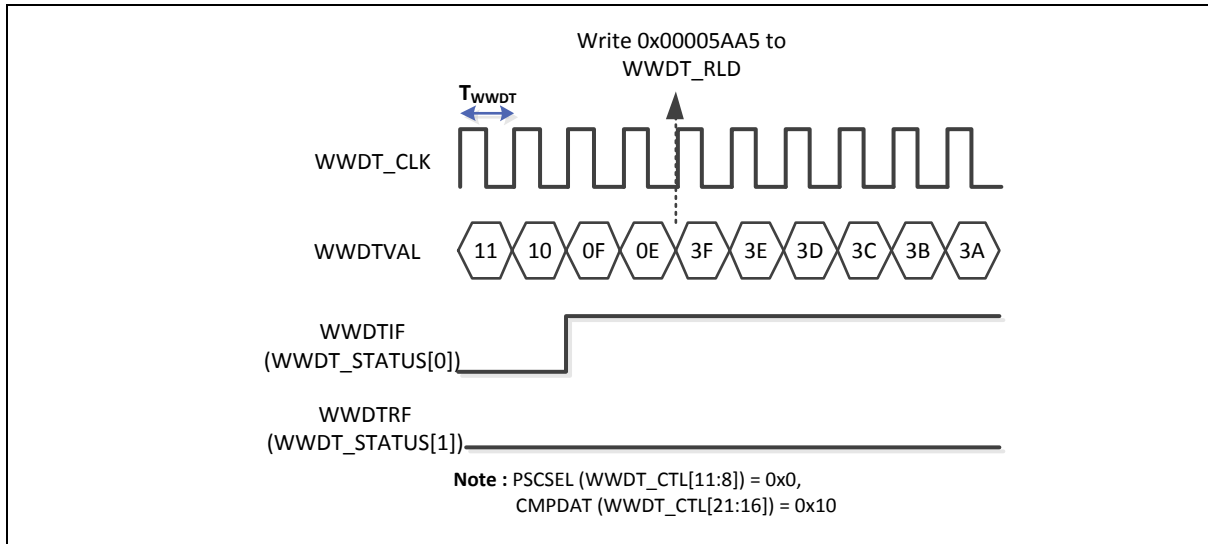 Write 0x00005AA5 to
WWDT_RLD
TWWDT
WWDT_CLK
WWDTVAL 11 10 0F 0E 3F 3E 3D 3C 3B 3A
WWDTIF
(WWDT_STATUS[0])
WWDTRF
(WWDT_STATUS[1])
Note : PSCSEL (WWDT_CTL[11:8]) = 0x0,
CMPDAT (WWDT_CTL[21:16]) = 0x10